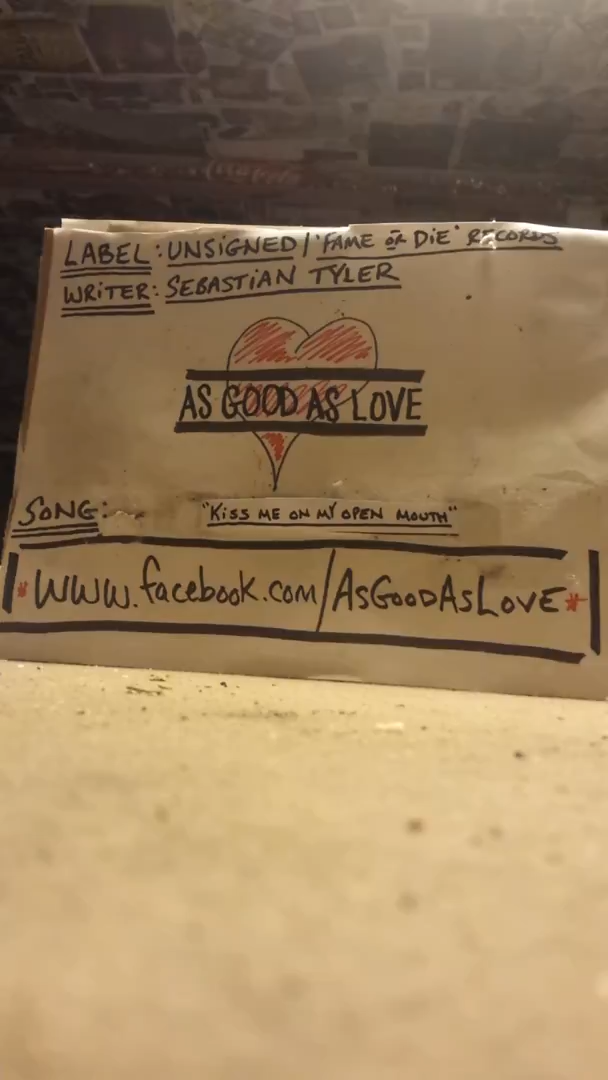 LABEL: UNSIGNED / 'FAME OR DIE' RECORDS
WRITER: SEBASTIAN TYLER
AS GOOD AS LOVE
SONG: "KISS ME ON MY OPEN MOUTH"
*WWW.facebook.com/ASGOODASLOVE*